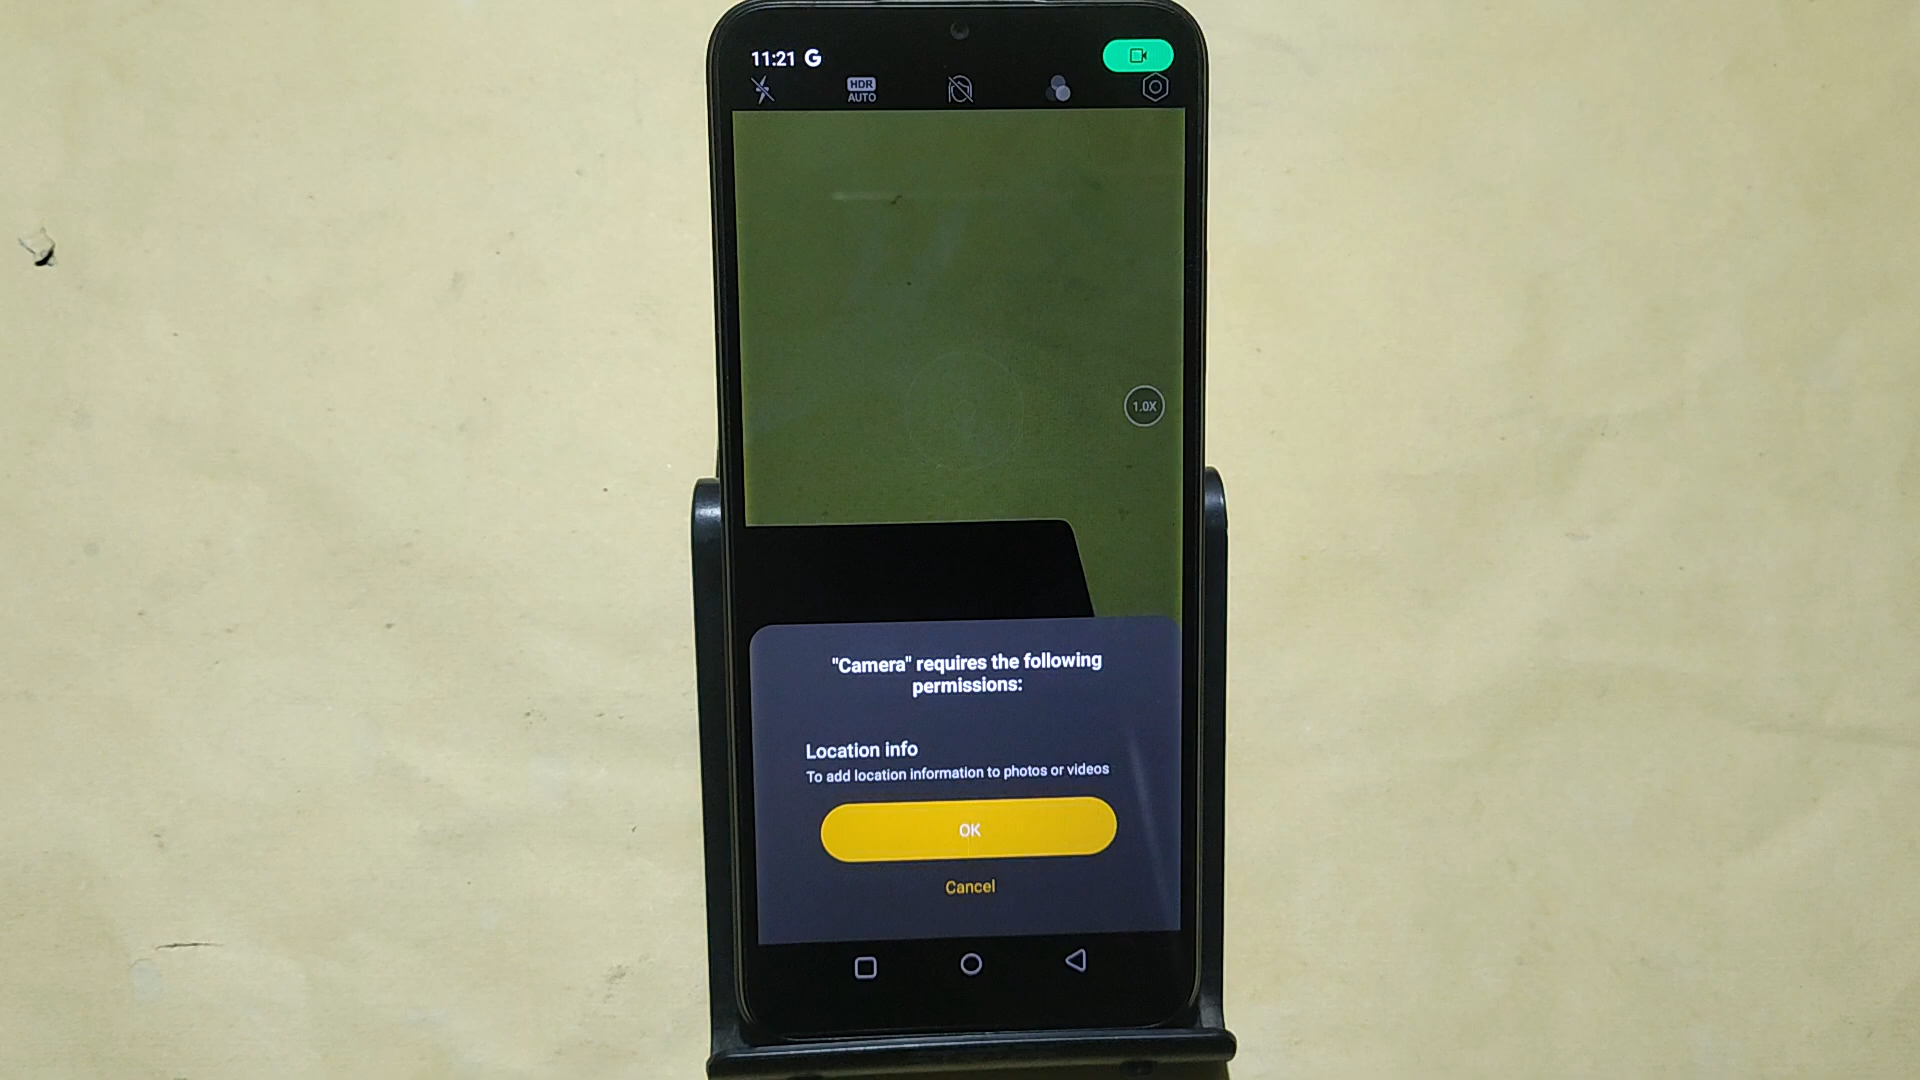 11:21 G
HDR
AUTO
1.0X
"Camera" requires the following
permissions:
Location info
To add location information to photos or videos
OK
Cancel